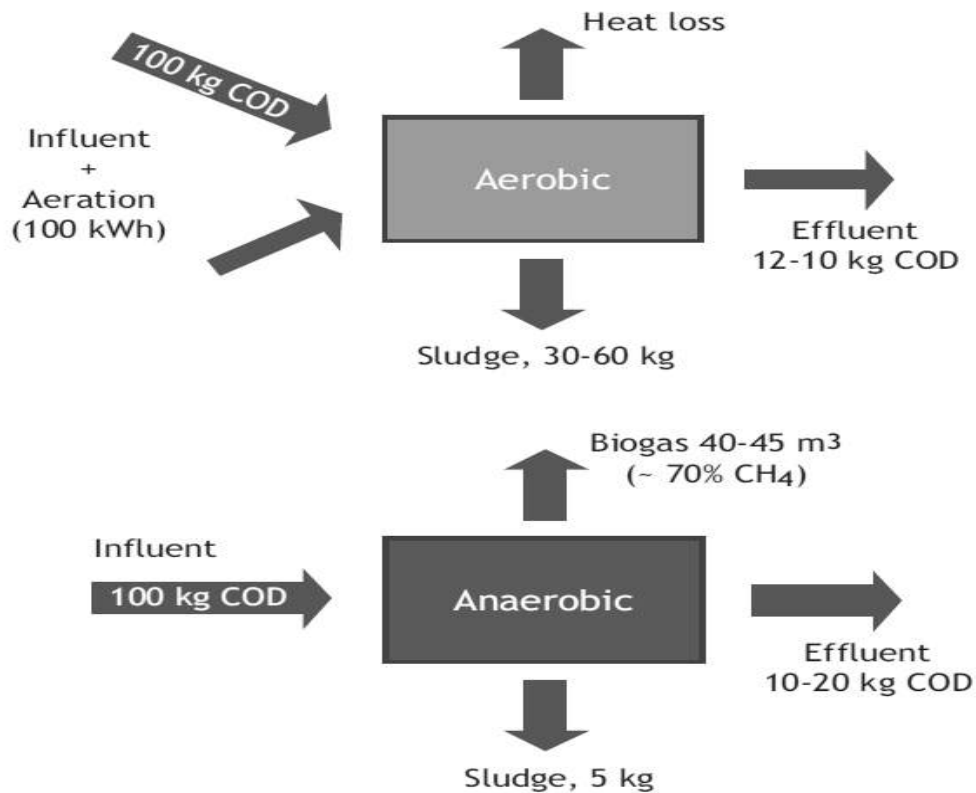 Heat loss
100 kg COD
Influent
+
Aeration
(100 kWh)
Aerobic
Effluent
12-10 kg COD
Sludge, 30-60 kg
Biogas 40-45 m3
(~ 70% CH4)
Influent
100 kg COD
Anaerobic
Effluent
10-20 kg COD
Sludge, 5 kg